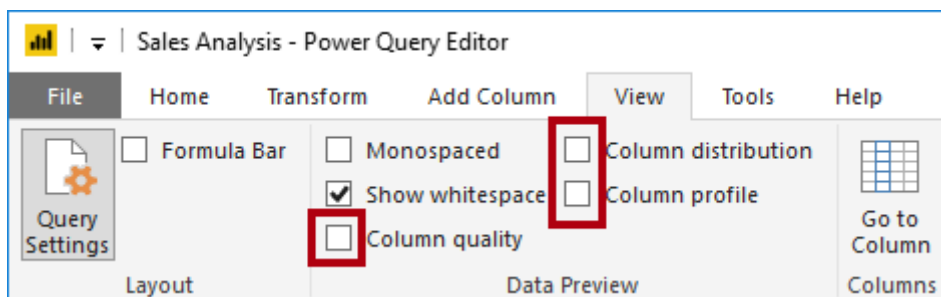 Sales Analysis - Power Query Editor
File Home Transform Add Column View Tools Help
Query Settings
Formula Bar
Layout
Monospaced
Show whitespace
Column quality
Column distribution
Column profile
Data Preview
Go to
Column
Columns